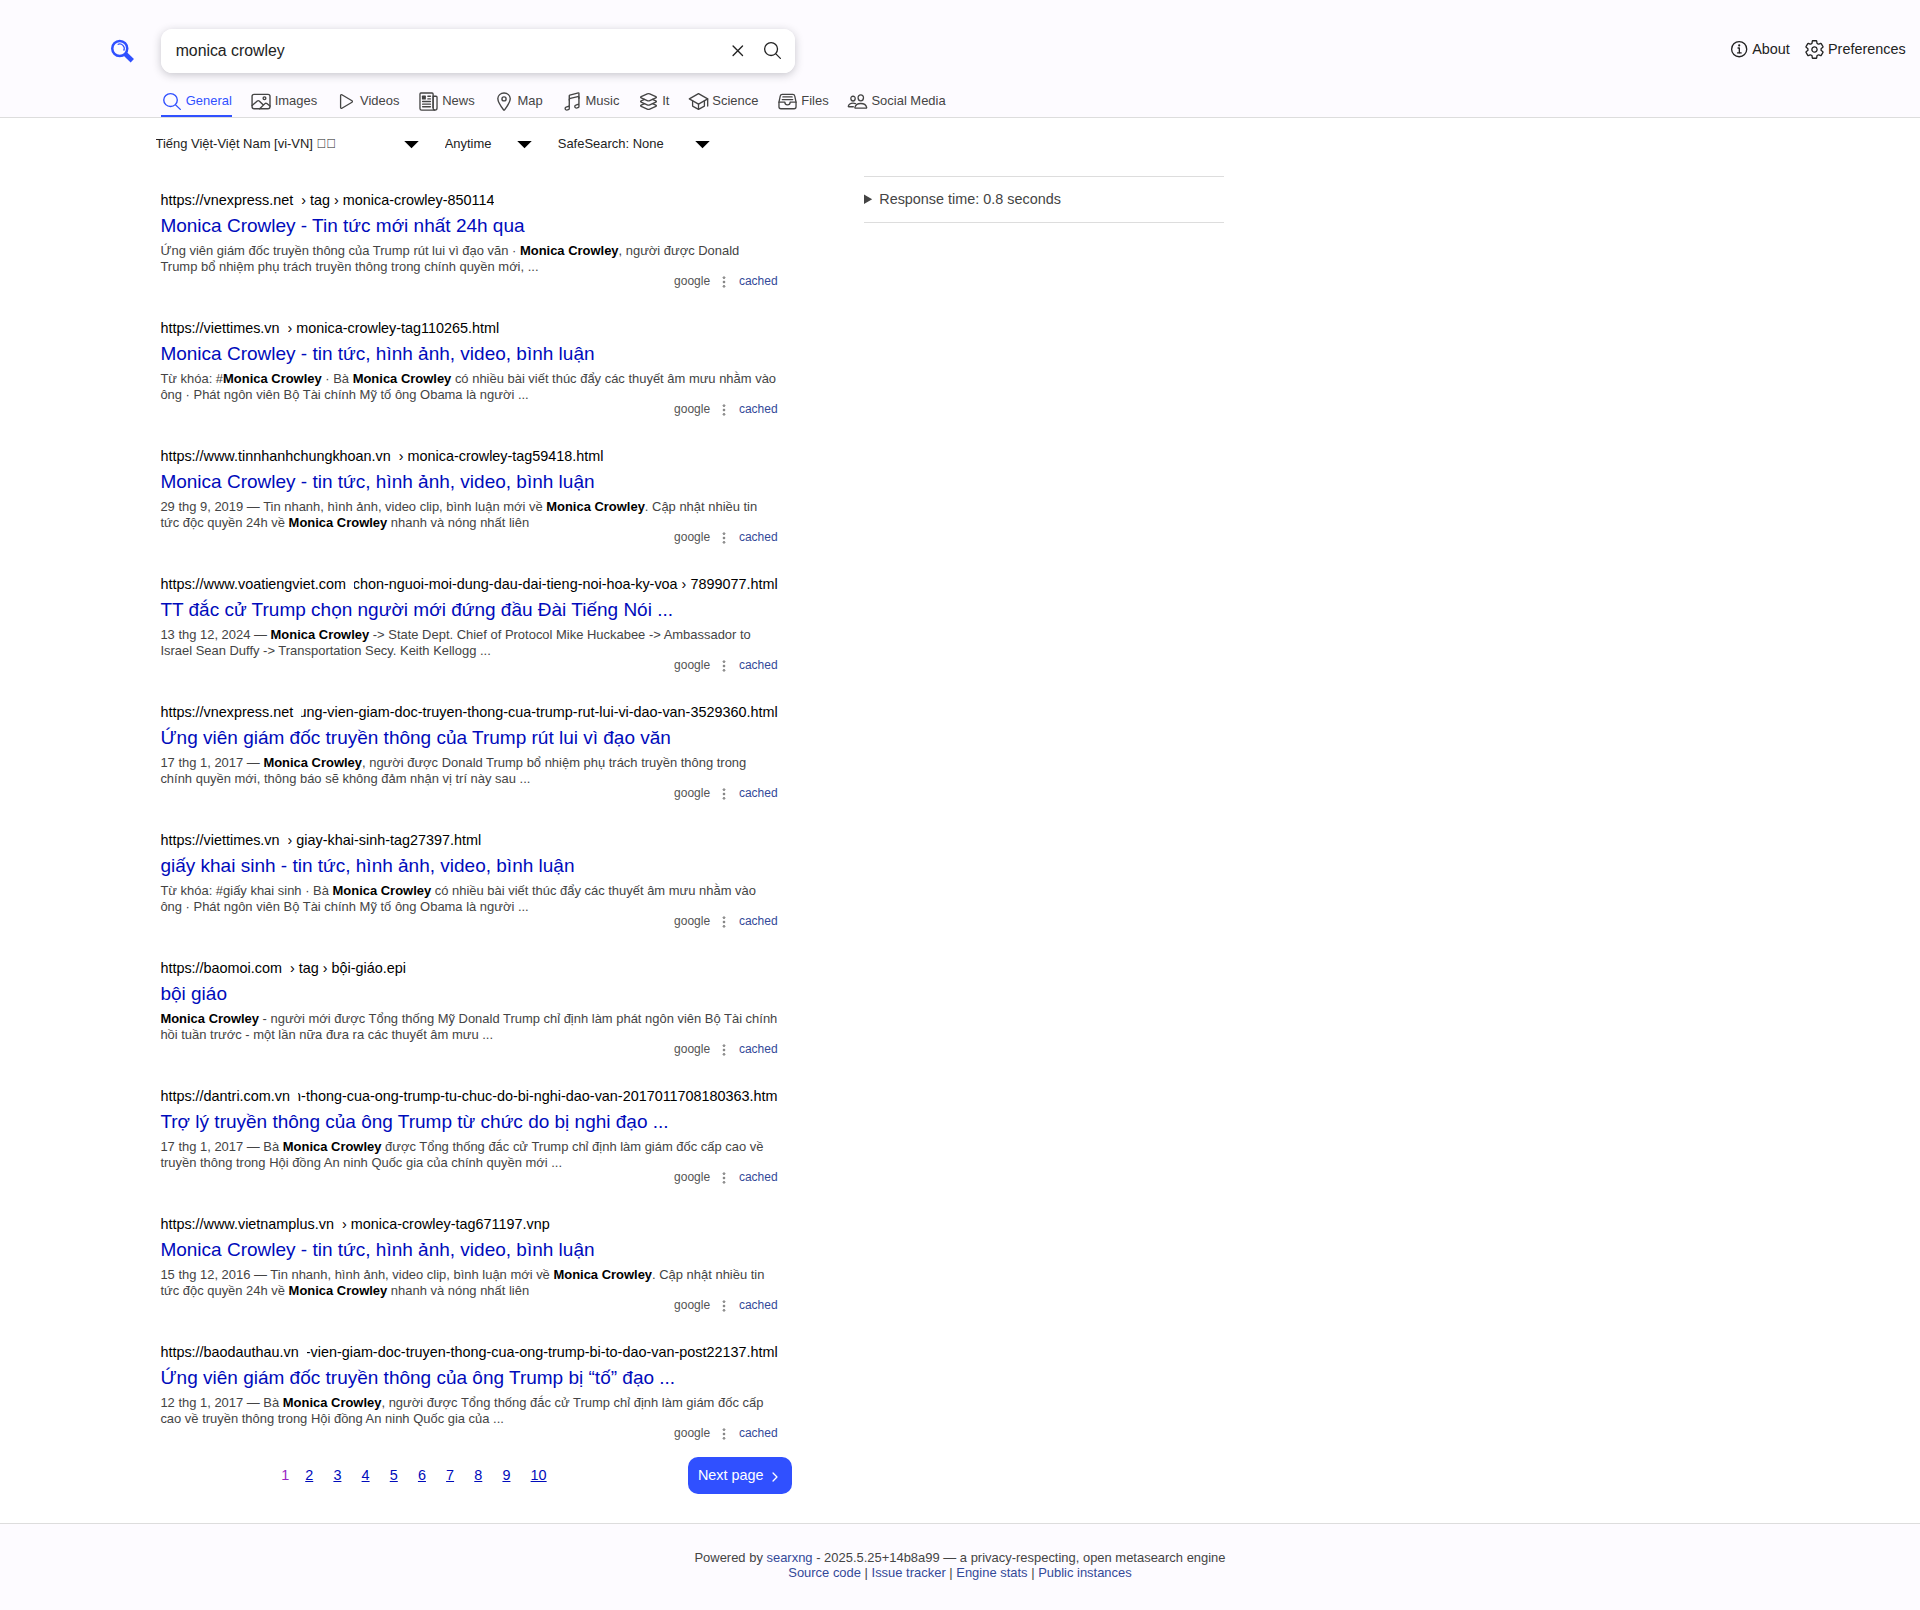 monica crowley
About
Preferences
General
Images
Videos
News
Map
Music
It
Science
Files
Social Media
Tiếng Việt-Việt Nam [vi-VN]
Anytime
SafeSearch: None
Response time: 0.8 seconds
https://vnexpress.net › tag › monica-crowley-850114
Monica Crowley - Tin tức mới nhất 24h qua
Ứng viên giám đốc truyền thông của Trump rút lui vì đạo văn · Monica Crowley, người được Donald
Trump bổ nhiệm phụ trách truyền thông trong chính quyền mới, ...
google
cached
https://viettimes.vn › monica-crowley-tag110265.html
Monica Crowley - tin tức, hình ảnh, video, bình luận
Từ khóa: #Monica Crowley · Bà Monica Crowley có nhiều bài viết thúc đẩy các thuyết âm mưu nhằm vào
ông · Phát ngôn viên Bộ Tài chính Mỹ tố ông Obama là người ...
google
cached
https://www.tinnhanhchungkhoan.vn › monica-crowley-tag59418.html
Monica Crowley - tin tức, hình ảnh, video, bình luận
29 thg 9, 2019 — Tin nhanh, hình ảnh, video clip, bình luận mới về Monica Crowley. Cập nhật nhiều tin
tức độc quyền 24h về Monica Crowley nhanh và nóng nhất liên
google
cached
https://www.voatiengviet.com chon-nguoi-moi-dung-dau-dai-tieng-noi-hoa-ky-voa › 7899077.html
TT đắc cử Trump chọn người mới đứng đầu Đài Tiếng Nói ...
13 thg 12, 2024 — Monica Crowley -> State Dept. Chief of Protocol Mike Huckabee -> Ambassador to
Israel Sean Duffy -> Transportation Secy. Keith Kellogg ...
google
cached
https://vnexpress.net ung-vien-giam-doc-truyen-thong-cua-trump-rut-lui-vi-dao-van-3529360.html
Ứng viên giám đốc truyền thông của Trump rút lui vì đạo văn
17 thg 1, 2017 — Monica Crowley, người được Donald Trump bổ nhiệm phụ trách truyền thông trong
chính quyền mới, thông báo sẽ không đảm nhận vị trí này sau ...
google
cached
https://viettimes.vn › giay-khai-sinh-tag27397.html
giấy khai sinh - tin tức, hình ảnh, video, bình luận
Từ khóa: #giấy khai sinh · Bà Monica Crowley có nhiều bài viết thúc đẩy các thuyết âm mưu nhằm vào
ông · Phát ngôn viên Bộ Tài chính Mỹ tố ông Obama là người ...
google
cached
https://baomoi.com › tag › bội-giáo.epi
bội giáo
Monica Crowley - người mới được Tổng thống Mỹ Donald Trump chỉ định làm phát ngôn viên Bộ Tài chính
hồi tuần trước - một lần nữa đưa ra các thuyết âm mưu ...
google
cached
https://dantri.com.vn -thong-cua-ong-trump-tu-chuc-do-bi-nghi-dao-van-2017011708180363.htm
Trợ lý truyền thông của ông Trump từ chức do bị nghi đạo ...
17 thg 1, 2017 — Bà Monica Crowley được Tổng thống đắc cử Trump chỉ định làm giám đốc cấp cao về
truyền thông trong Hội đồng An ninh Quốc gia của chính quyền mới ...
google
cached
https://www.vietnamplus.vn › monica-crowley-tag671197.vnp
Monica Crowley - tin tức, hình ảnh, video, bình luận
15 thg 12, 2016 — Tin nhanh, hình ảnh, video clip, bình luận mới về Monica Crowley. Cập nhật nhiều tin
tức độc quyền 24h về Monica Crowley nhanh và nóng nhất liên
google
cached
https://baodauthau.vn -vien-giam-doc-truyen-thong-cua-ong-trump-bi-to-dao-van-post22137.html
Ứng viên giám đốc truyền thông của ông Trump bị “tố” đạo ...
12 thg 1, 2017 — Bà Monica Crowley, người được Tổng thống đắc cử Trump chỉ định làm giám đốc cấp
cao về truyền thông trong Hội đồng An ninh Quốc gia của ...
google
cached
1 2 3 4 5 6 7 8 9 10
Next page
Powered by searxng - 2025.5.25+14b8a99 — a privacy-respecting, open metasearch engine
Source code | Issue tracker | Engine stats | Public instances